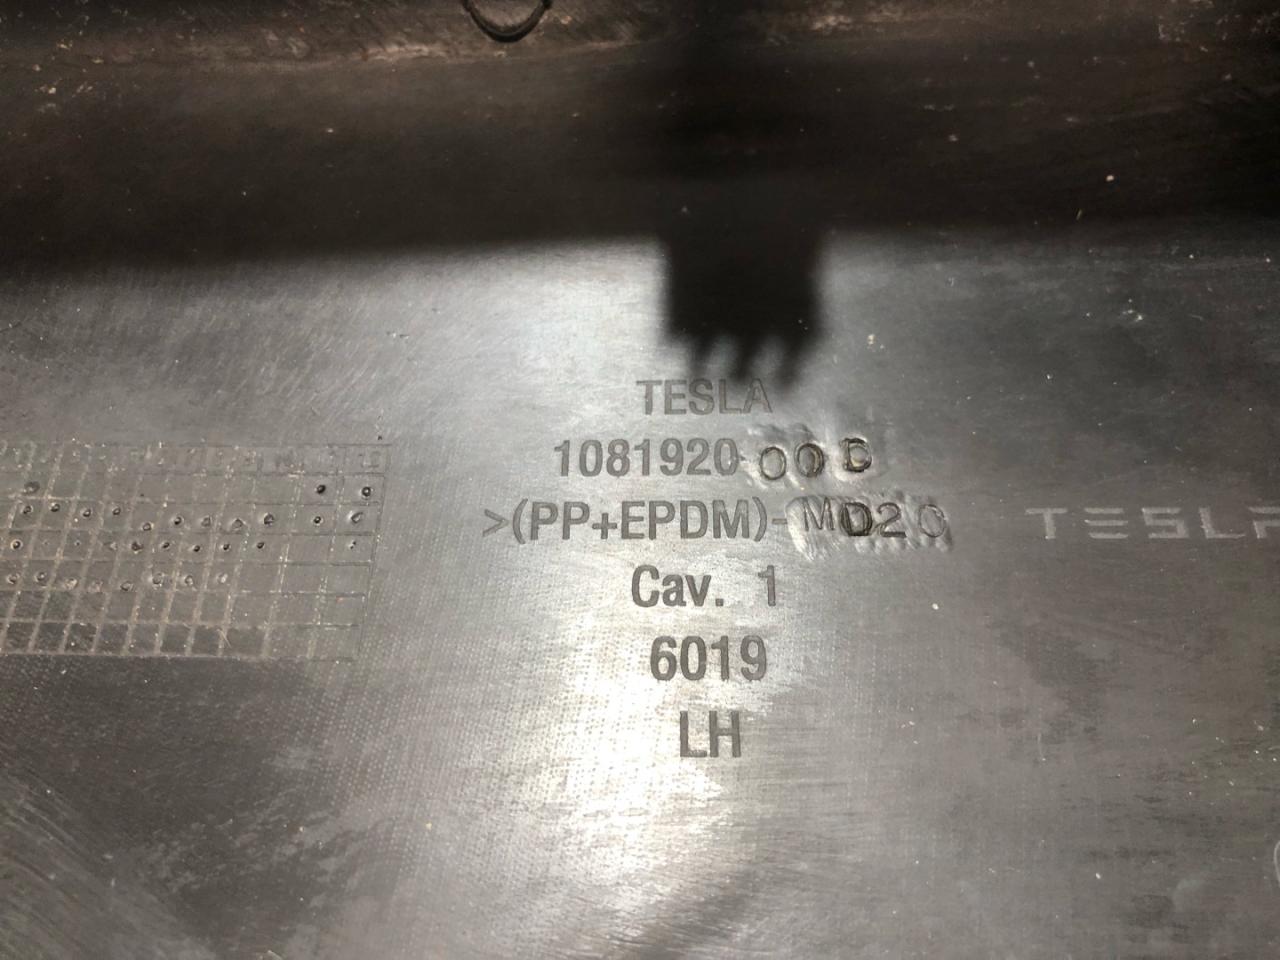 TESLA
1081920-00 D
>(PP+EPDM)-MD20
Cav. 1
6019
LH
TESLA